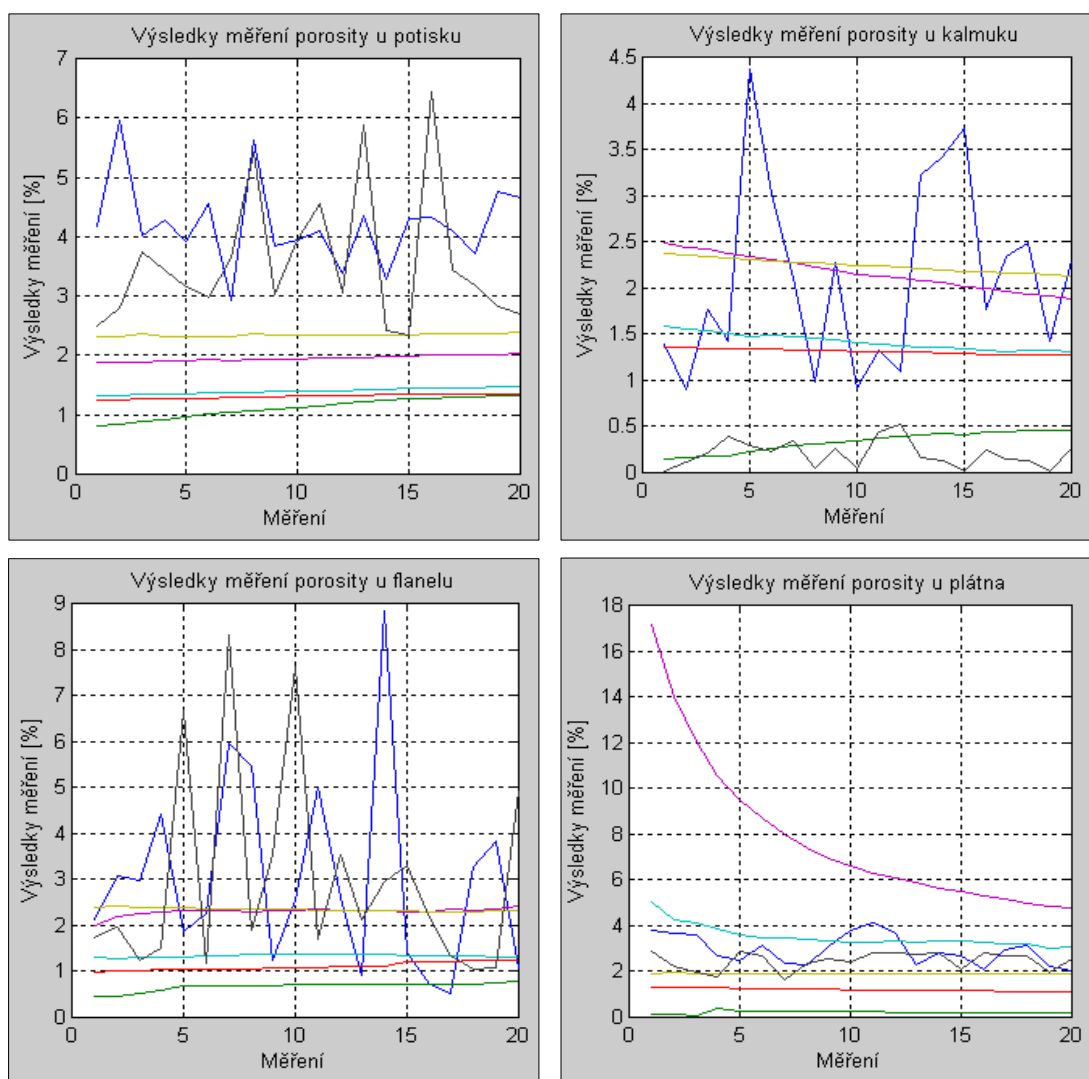 Výsledky měření porosity u potisku
Výsledky měření [%]
7
6
5
4
3
2
1
0
0 5 10 15 20
Měření
Výsledky měření porosity u kalmuku
Výsledky měření [%]
4.5
4
3.5
3
2.5
2
1.5
1
0.5
0
0 5 10 15 20
Měření
Výsledky měření porosity u flanelu
Výsledky měření [%]
9
8
7
6
5
4
3
2
1
0
0 5 10 15 20
Měření
Výsledky měření porosity u plátna
Výsledky měření [%]
18
16
14
12
10
8
6
4
2
0
0 5 10 15 20
Měření